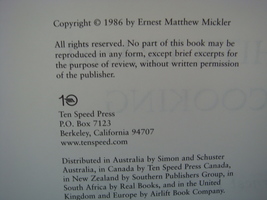 Copyright © 1986 by Ernest Matthew Mickler
All rights reserved. No part of this book may be
reproduced in any form, except brief excerpts for
the purpose of review, without written permission
of the publisher.
Ten Speed Press
P.O. Box 7123
Berkeley, California 94707
www.tenspeed.com
Distributed in Australia by Simon and Schuster
Australia, in Canada by Ten Speed Press Canada,
in New Zealand by Southern Publishers Group, in
South Africa by Real Books, and in the United
Kingdom and Europe by Airlift Book Company.